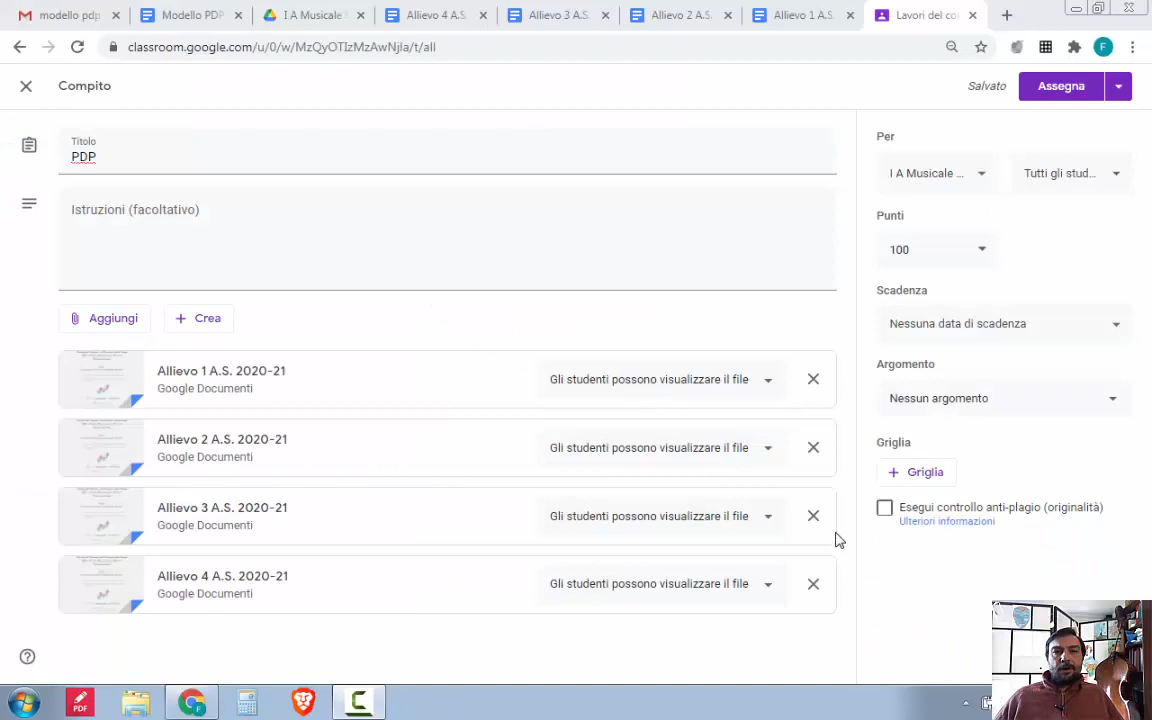 modello pdp
Modello PDP
I A Musicale
Allievo 4 A.S.
Allievo 3 A.S.
Allievo 2 A.S.
Allievo 1 A.S.
Lavori del co
classroom.google.com/u/0/w/MzQyOTIzMzAwNjla/t/all
F
Compito
Salvato
Assegna
Titolo
PDP
Istruzioni (facoltativo)
Aggiungi
Crea
Allievo 1 A.S. 2020-21
Google Documenti
Gli studenti possono visualizzare il file
Allievo 2 A.S. 2020-21
Google Documenti
Gli studenti possono visualizzare il file
Allievo 3 A.S. 2020-21
Google Documenti
Gli studenti possono visualizzare il file
Allievo 4 A.S. 2020-21
Google Documenti
Gli studenti possono visualizzare il file
Per
I A Musicale ...
Tutti gli stud...
Punti
100
Scadenza
Nessuna data di scadenza
Argomento
Nessun argomento
Griglia
Griglia
Esegui controllo anti-plagio (originalità)
Ulteriori informazioni
PDF